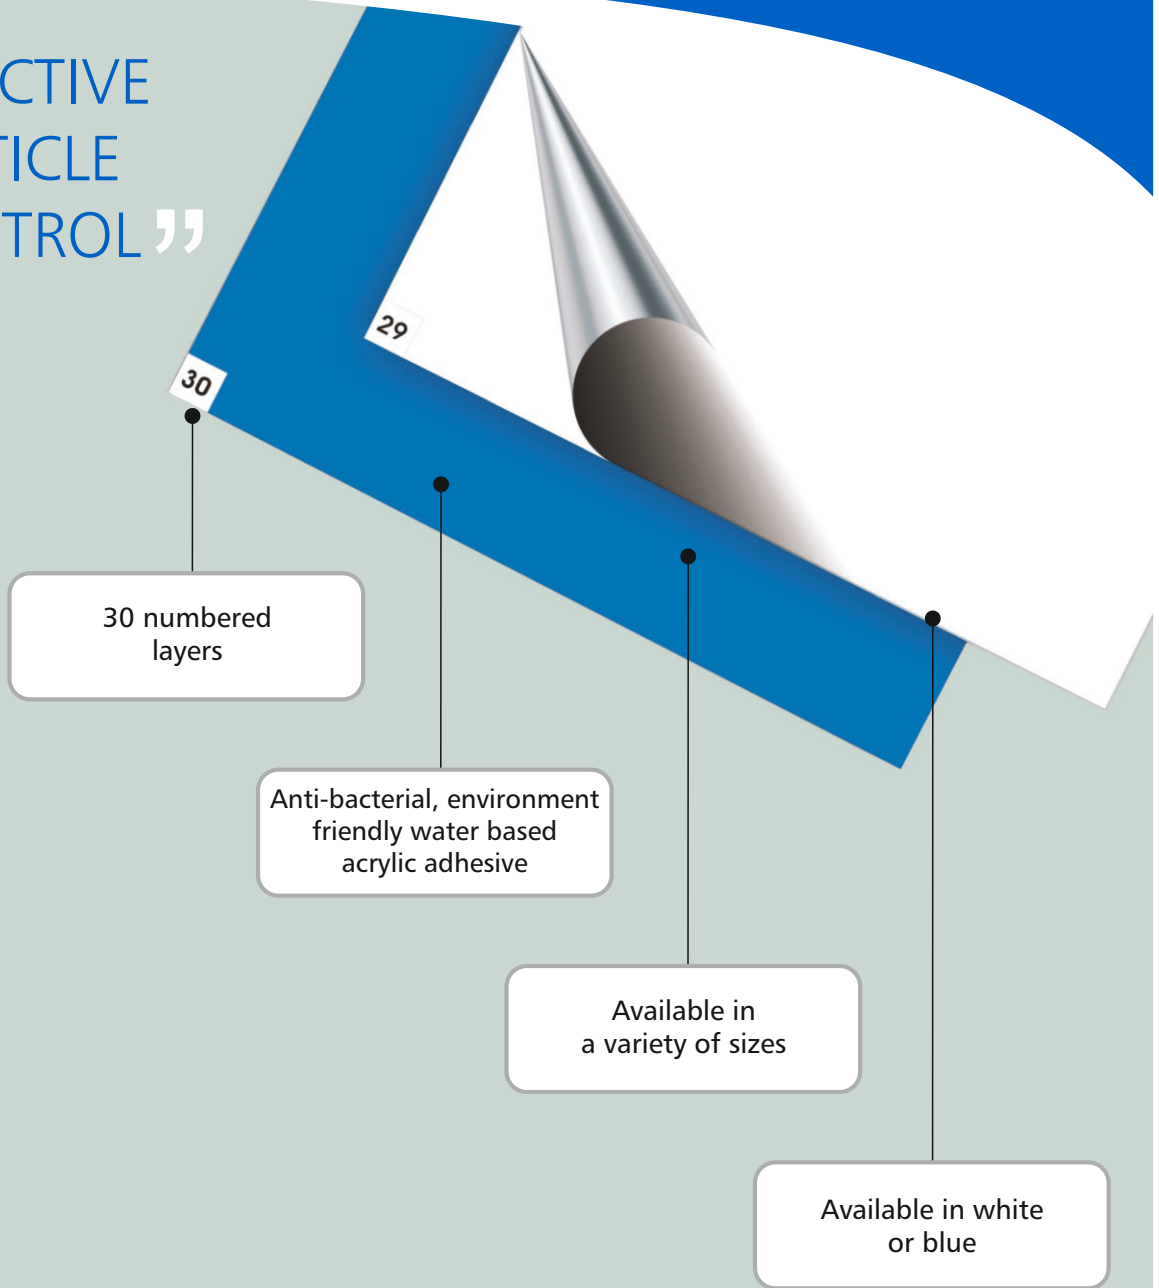 CTIVE
TICLE
TROL ”
29
30
30 numbered
layers
Anti-bacterial, environment
friendly water based
acrylic adhesive
Available in
a variety of sizes
Available in white
or blue